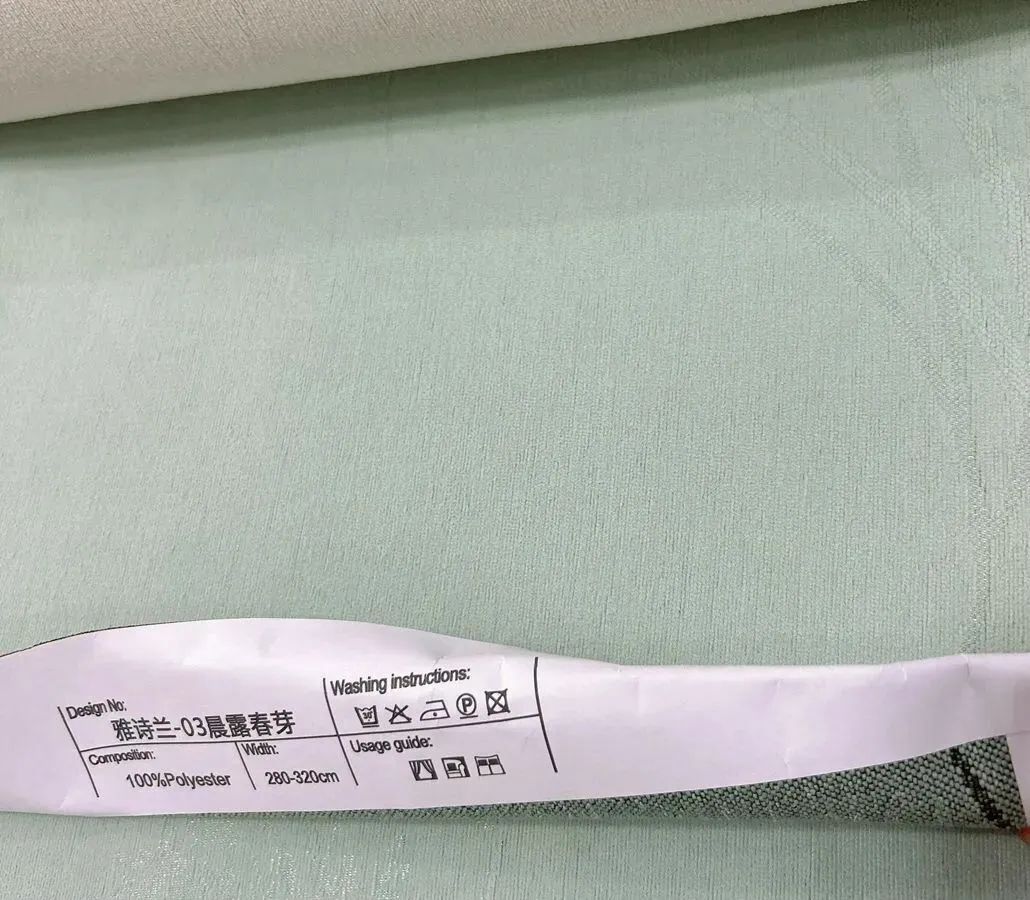 Design No:
雅诗兰-03晨露春芽
Composition:
100%Polyester
Width:
280-320cm
Washing instructions:
30°
P
Usage guide: